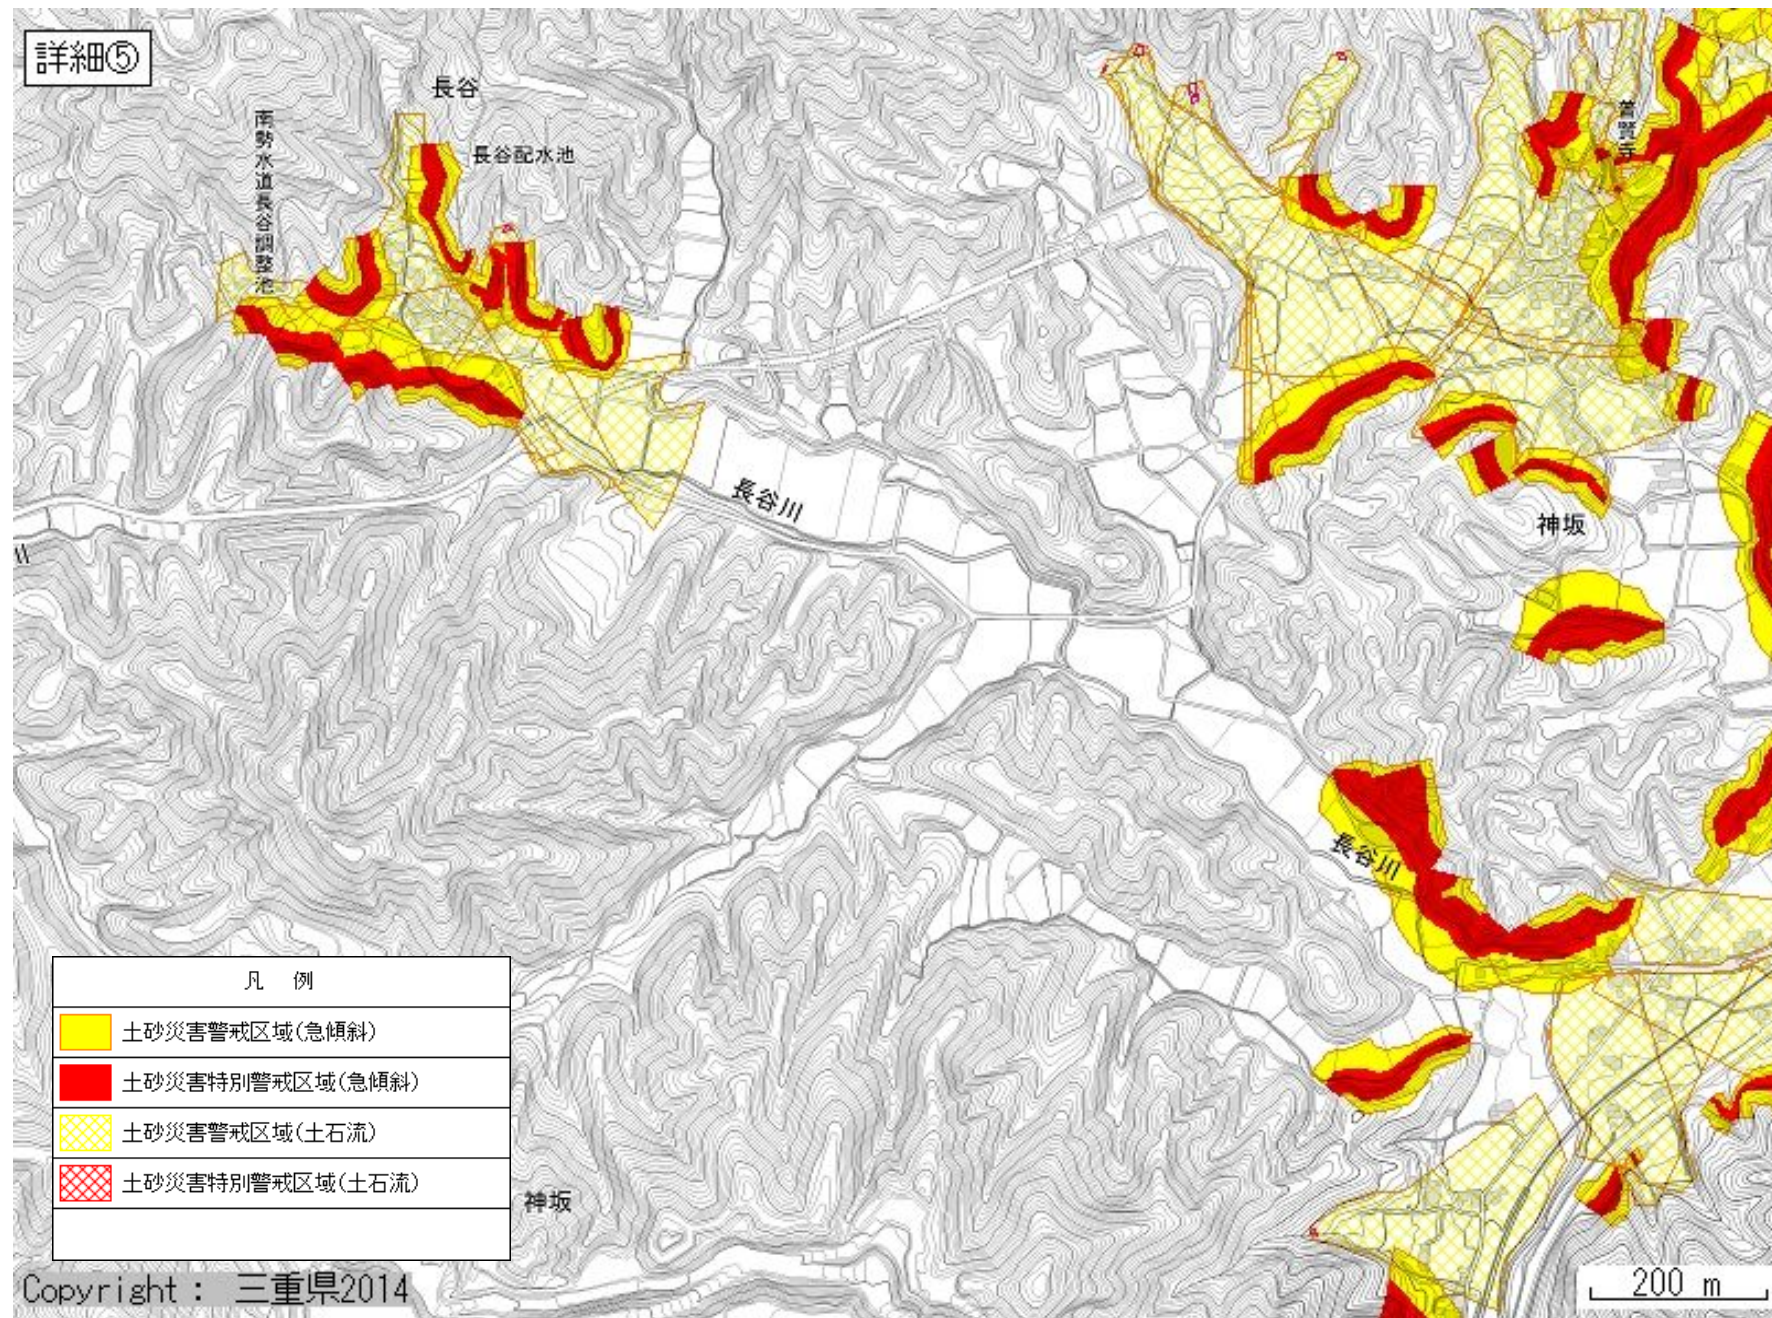 詳細⑤
長谷
南勢水道長谷調整池
長谷配水池
普賢寺
長谷川
神坂
長谷川
凡 例
土砂災害警戒区域(急傾斜)
土砂災害特別警戒区域(急傾斜)
土砂災害警戒区域(土石流)
土砂災害特別警戒区域(土石流)
神坂
Copyright : 三重県2014
200 m